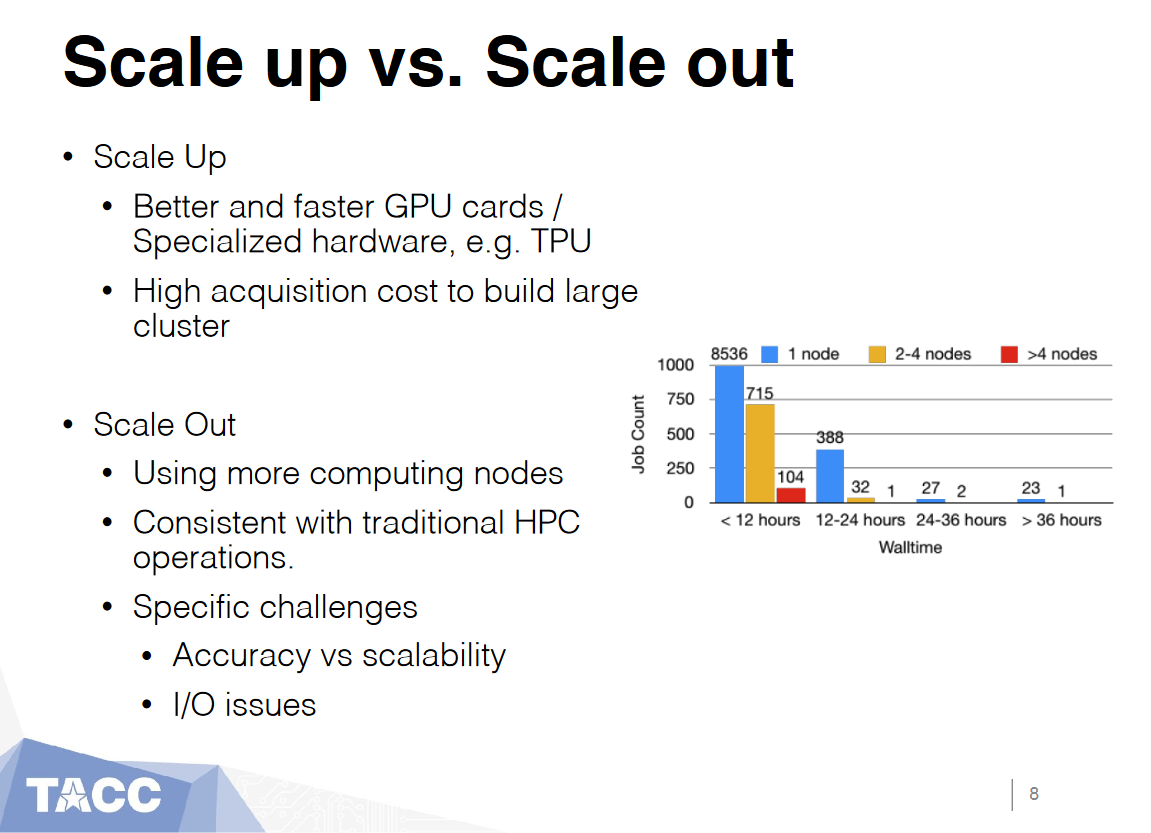 Scale up vs. Scale out
• Scale Up
• Better and faster GPU cards /
Specialized hardware, e.g. TPU
• High acquisition cost to build large
cluster
• Scale Out
• Using more computing nodes
• Consistent with traditional HPC
operations.
• Specific challenges
• Accuracy vs scalability
• I/O issues
8536 1 node 2-4 nodes >4 nodes
1000
750
500
250
0
Job Count
715
104
388
32
1
27
2
23
1
< 12 hours 12-24 hours 24-36 hours > 36 hours
Walltime
TACC
8